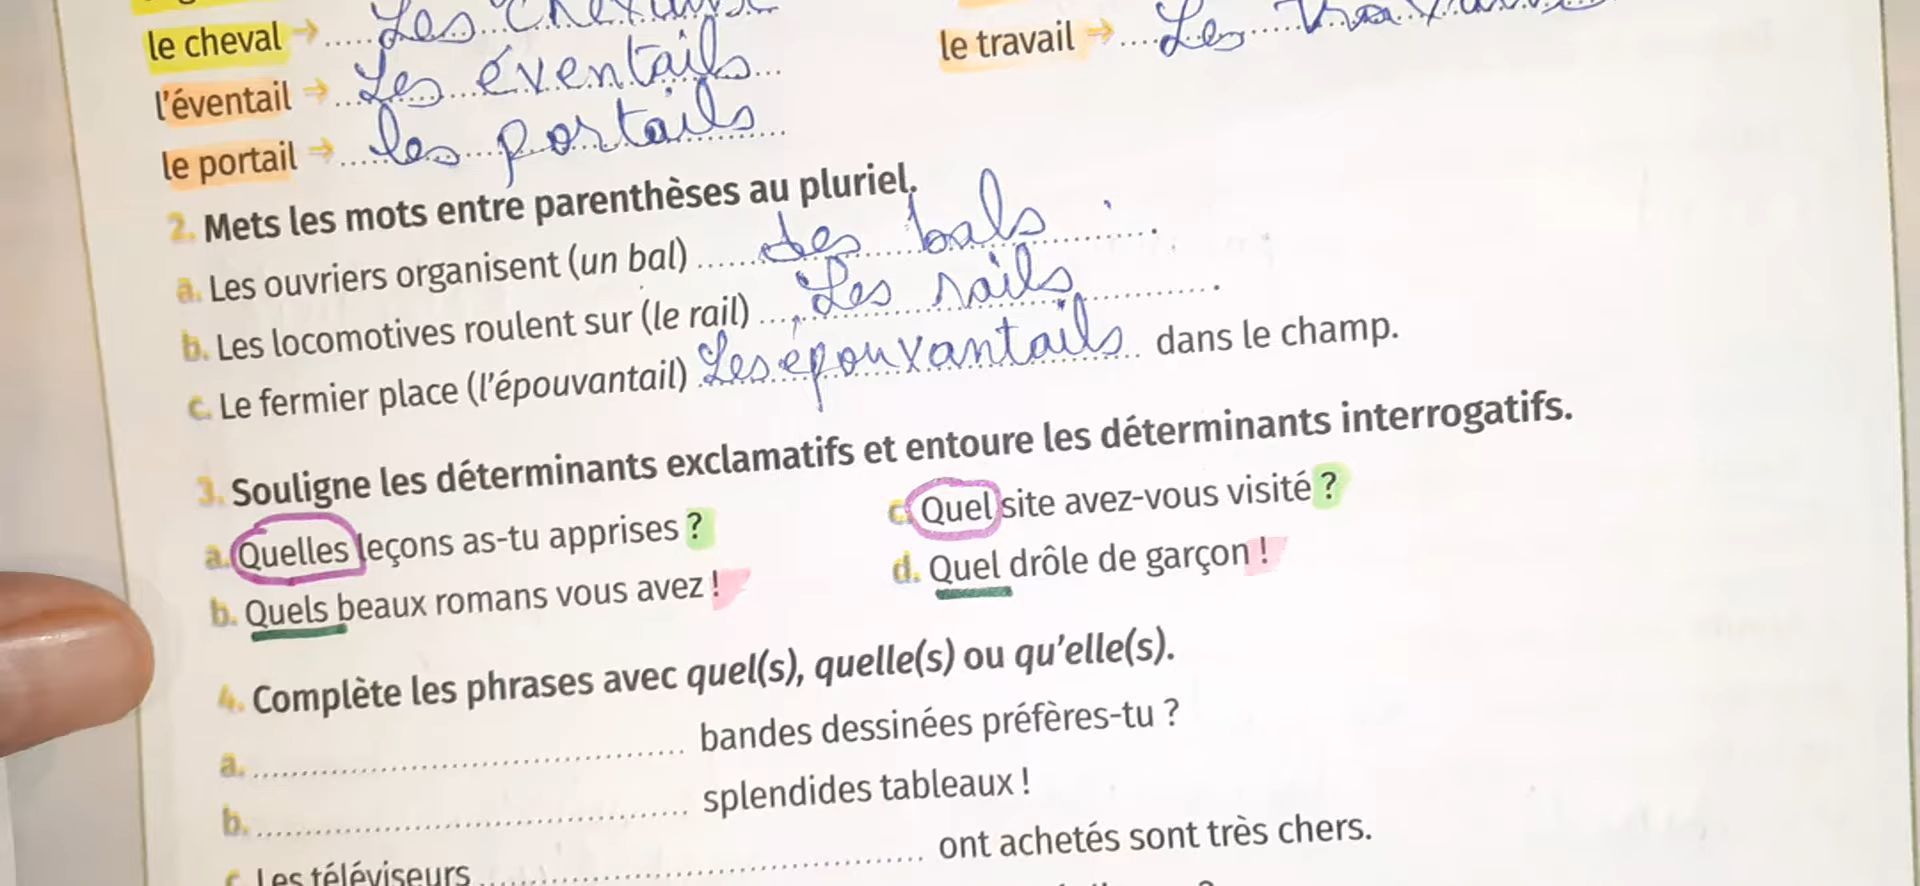 le cheval → Les chevaux
le travail → Les travaux
l'éventail → Les éventails
le portail → les portails
2. Mets les mots entre parenthèses au pluriel.
a. Les ouvriers organisent (un bal) des bals.
b. Les locomotives roulent sur (le rail) Les rails.
c. Le fermier place (l'épouvantail) Les épouvantails dans le champ.
3. Souligne les déterminants exclamatifs et entoure les déterminants interrogatifs.
a. Quelles leçons as-tu apprises ?
c. Quel site avez-vous visité ?
b. Quels beaux romans vous avez !
d. Quel drôle de garçon !
4. Complète les phrases avec quel(s), quelle(s) ou qu'elle(s).
a. .................... bandes dessinées préfères-tu ?
b. .................... splendides tableaux !
c. Les téléviseurs .................... ont achetés sont très chers.